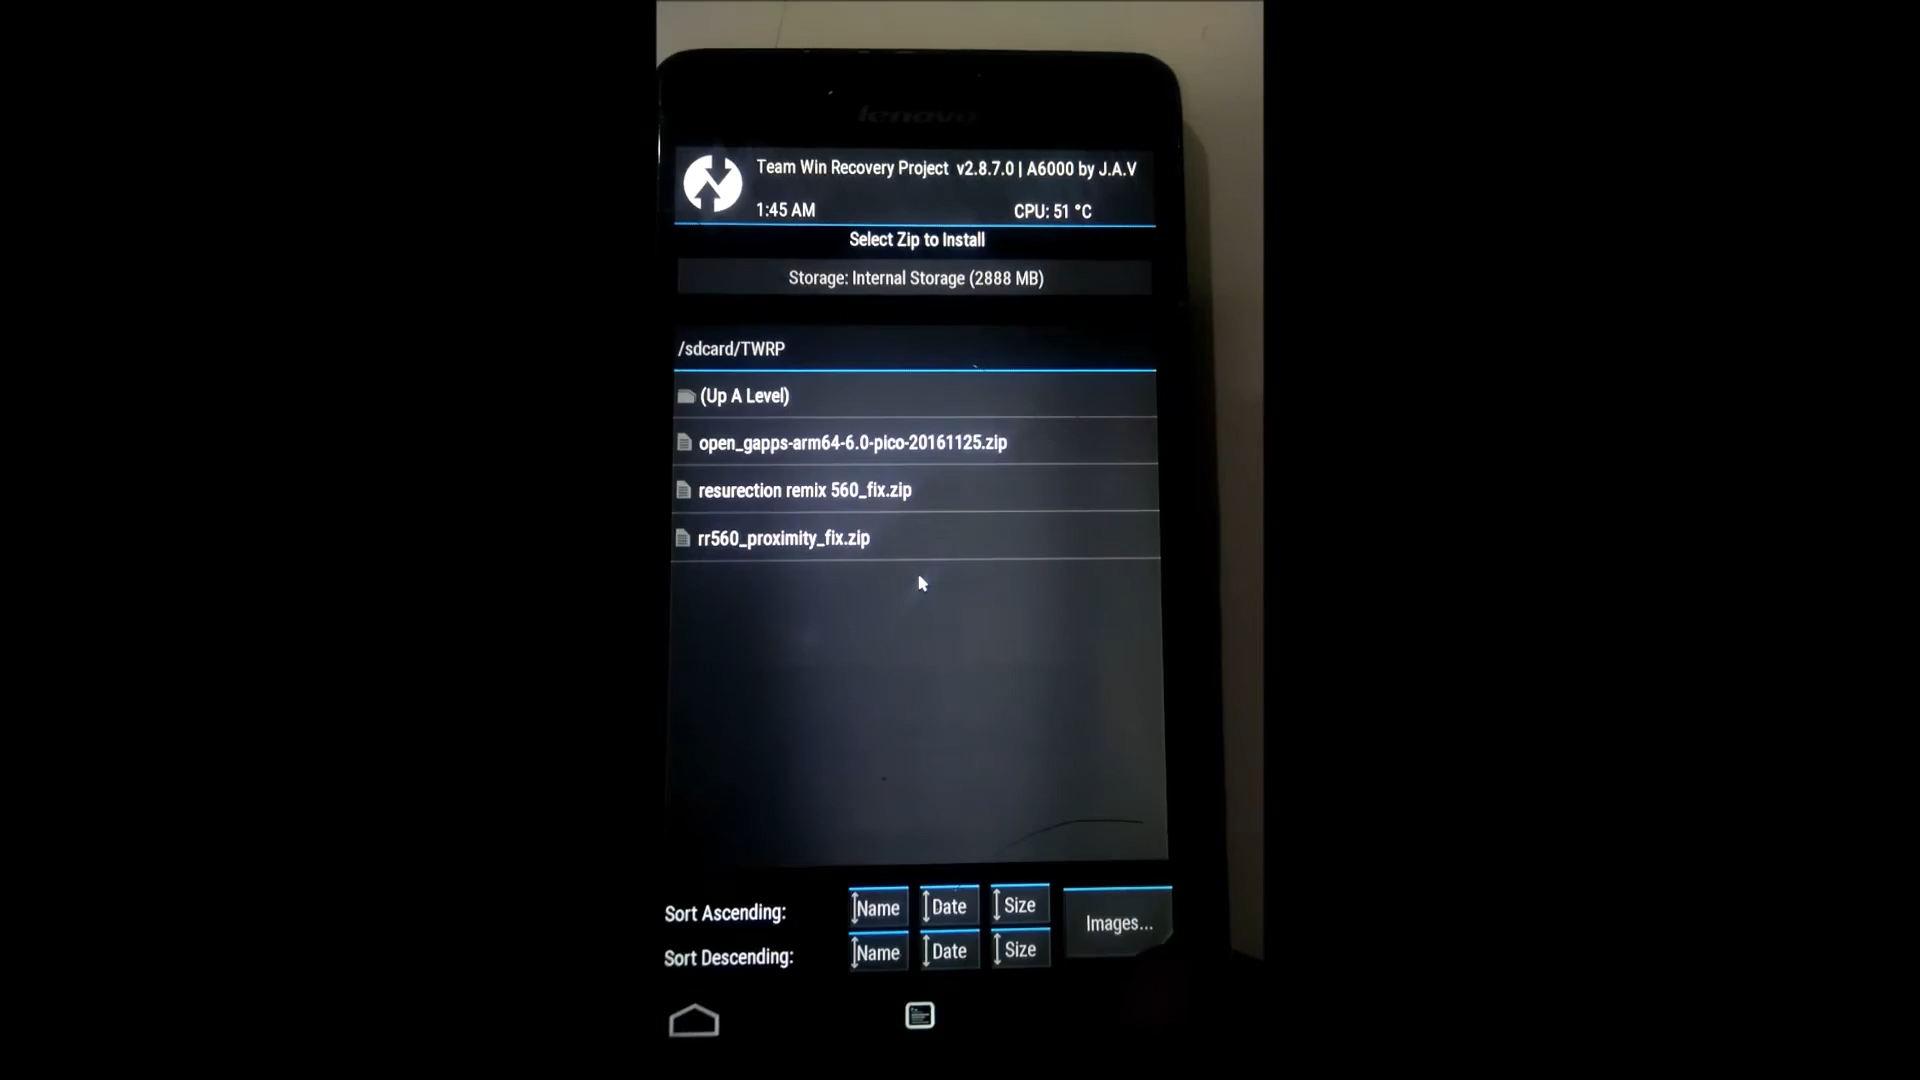 lenovo
Team Win Recovery Project v2.8.7.0 | A6000 by J.A.V
1:45 AM CPU: 51 °C
Select Zip to Install
Storage: Internal Storage (2888 MB)
/sdcard/TWRP
(Up A Level)
open_gapps-arm64-6.0-pico-20161125.zip
resurection remix 560_fix.zip
rr560_proximity_fix.zip
Sort Ascending: Name Date Size
Images...
Sort Descending: Name Date Size